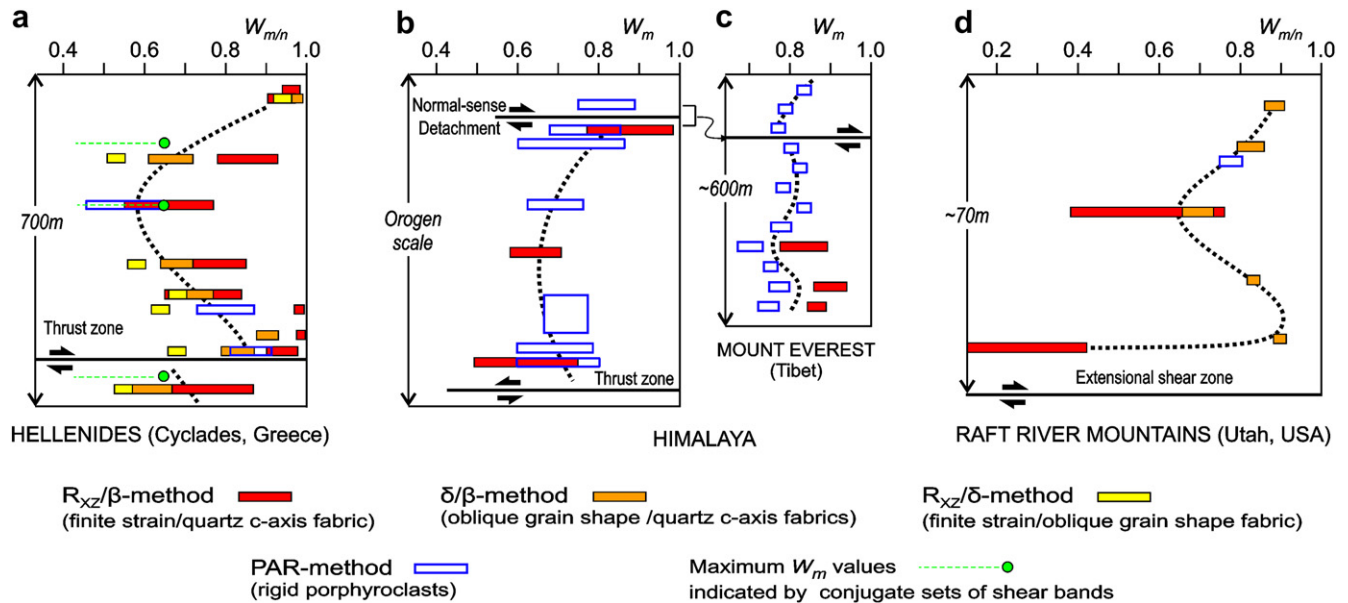 a
W m/n
0.4 0.6 0.8 1.0
700m
Thrust zone
HELLENIDES (Cyclades, Greece)
b
Wm
0.4 0.6 0.8 1.0
Normal-sense
Detachment
Orogen
scale
Thrust zone
HIMALAYA
c
Wm
0.8 1.0
~600m
MOUNT EVEREST
(Tibet)
d
W m/n
0.2 0.4 0.6 0.8 1.0
~70m
Extensional shear zone
RAFT RIVER MOUNTAINS (Utah, USA)
RXZ/β-method
(finite strain/quartz c-axis fabric)
δ/β-method
(oblique grain shape /quartz c-axis fabrics)
RXZ/δ-method
(finite strain/oblique grain shape fabric)
PAR-method
(rigid porphyroclasts)
Maximum Wm values
indicated by conjugate sets of shear bands